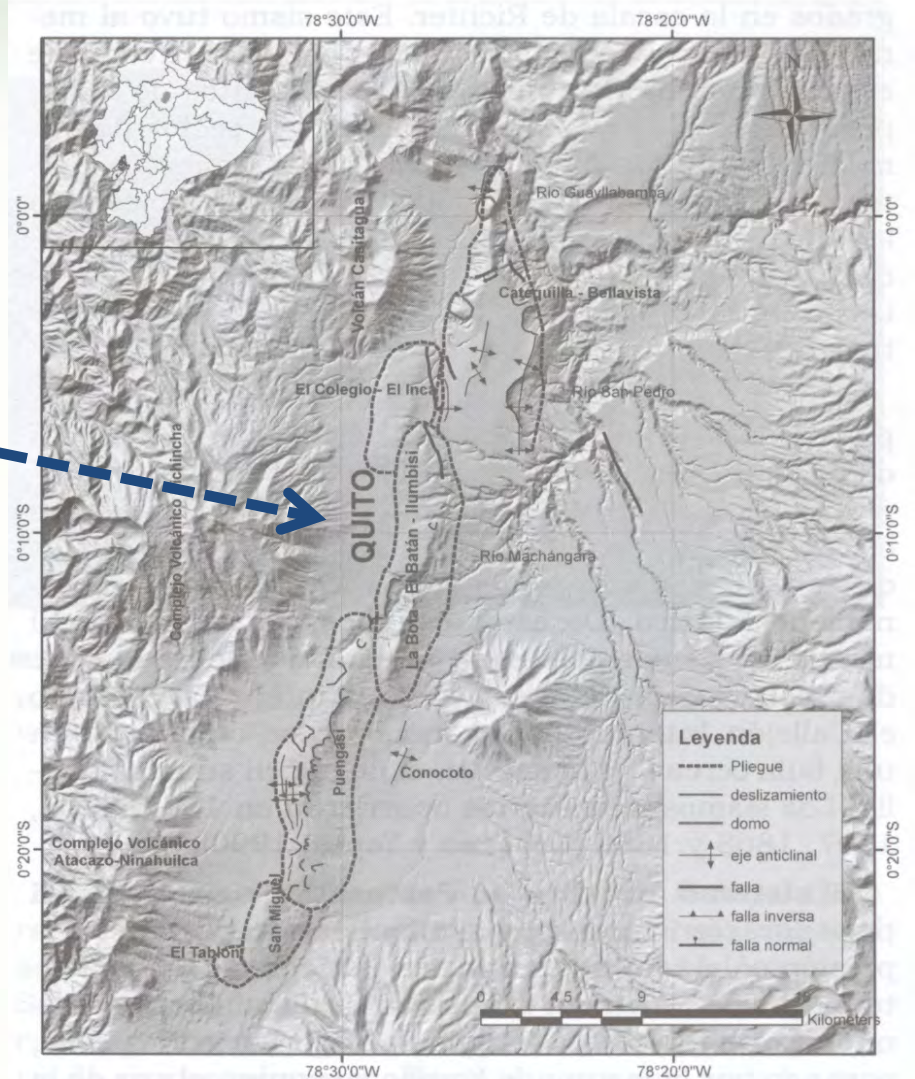 78°30'0"W
78°20'0"W
N
Río Guayllabamba
0°0'0"
0°0'0"
Volcán Casitagua
Catequilla - Bellavista
El Colegio - El Inca
Río San Pedro
Complejo Volcánico Pichincha
QUITO
La Bota - El Batán - Ilumbisi
0°10'0"S
0°10'0"S
Río Machángara
Puengasí
Conocoto
Leyenda
Pliegue
deslizamiento
domo
eje anticlinal
falla
falla inversa
falla normal
0°20'0"S
0°20'0"S
Complejo Volcánico
Atacazo-Ninahuilca
San Miguel
El Tablón
0 4,5 9
Kilometers
78°30'0"W
78°20'0"W